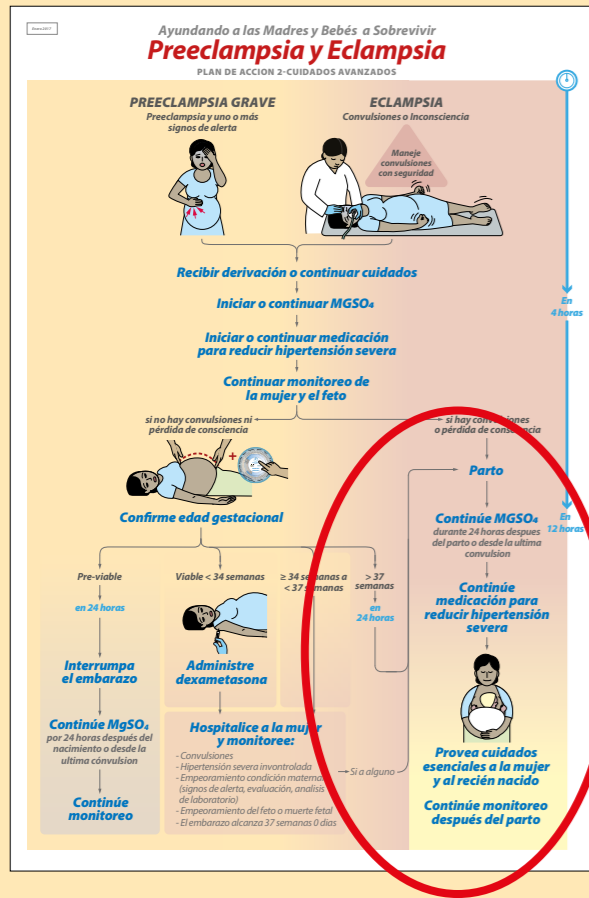 Enero 2017
Ayundando a las Madres y Bebés a Sobrevivir
Preeclampsia y Eclampsia
PLAN DE ACCION 2-CUIDADOS AVANZADOS
PREECLAMPSIA GRAVE
Preeclampsia y uno o más
signos de alerta
ECLAMPSIA
Convulsiones o Inconsciencia
Maneje
convulsiones
con seguridad
Recibir derivación o continuar cuidados
Iniciar o continuar MGSO₄
En
4 horas
Iniciar o continuar medicación
para reducir hipertensión severa
Continuar monitoreo de
la mujer y el feto
si no hay convulsiones ni
pérdida de consciencia
si hay convulsiones
o pérdida de consciencia
+
Confirme edad gestacional
Pre-viable
en 24 horas
Interrumpa
el embarazo
Continúe MgSO₄
por 24 horas después del
nacimiento o desde la
ultima cónvulsion
Continúe
monitoreo
Viable < 34 semanas
Administre
dexametasona
≥ 34 semanas a
< 37 semanas
> 37
semanas
en
24 horas
Hospitalice a la mujer
y monitoree:
- Convulsiones
- Hipertensión severa invontrolada
- Empeoramiento condición materna
(signos de alerta, evaluación, analisis
de laboratorio)
- Empeoramiento del feto o muerte fetal
- El embarazo alcanza 37 semanas 0 dias
Si a alguno
Parto
En
12 horas
Continúe MGSO₄
durante 24 horas despues
del parto o desde la ultima
convulsion
Continúe
medicación para
reducir hipertensión
severa
Provea cuidados
esenciales a la mujer
y al recién nacido
Continúe monitoreo
después del parto